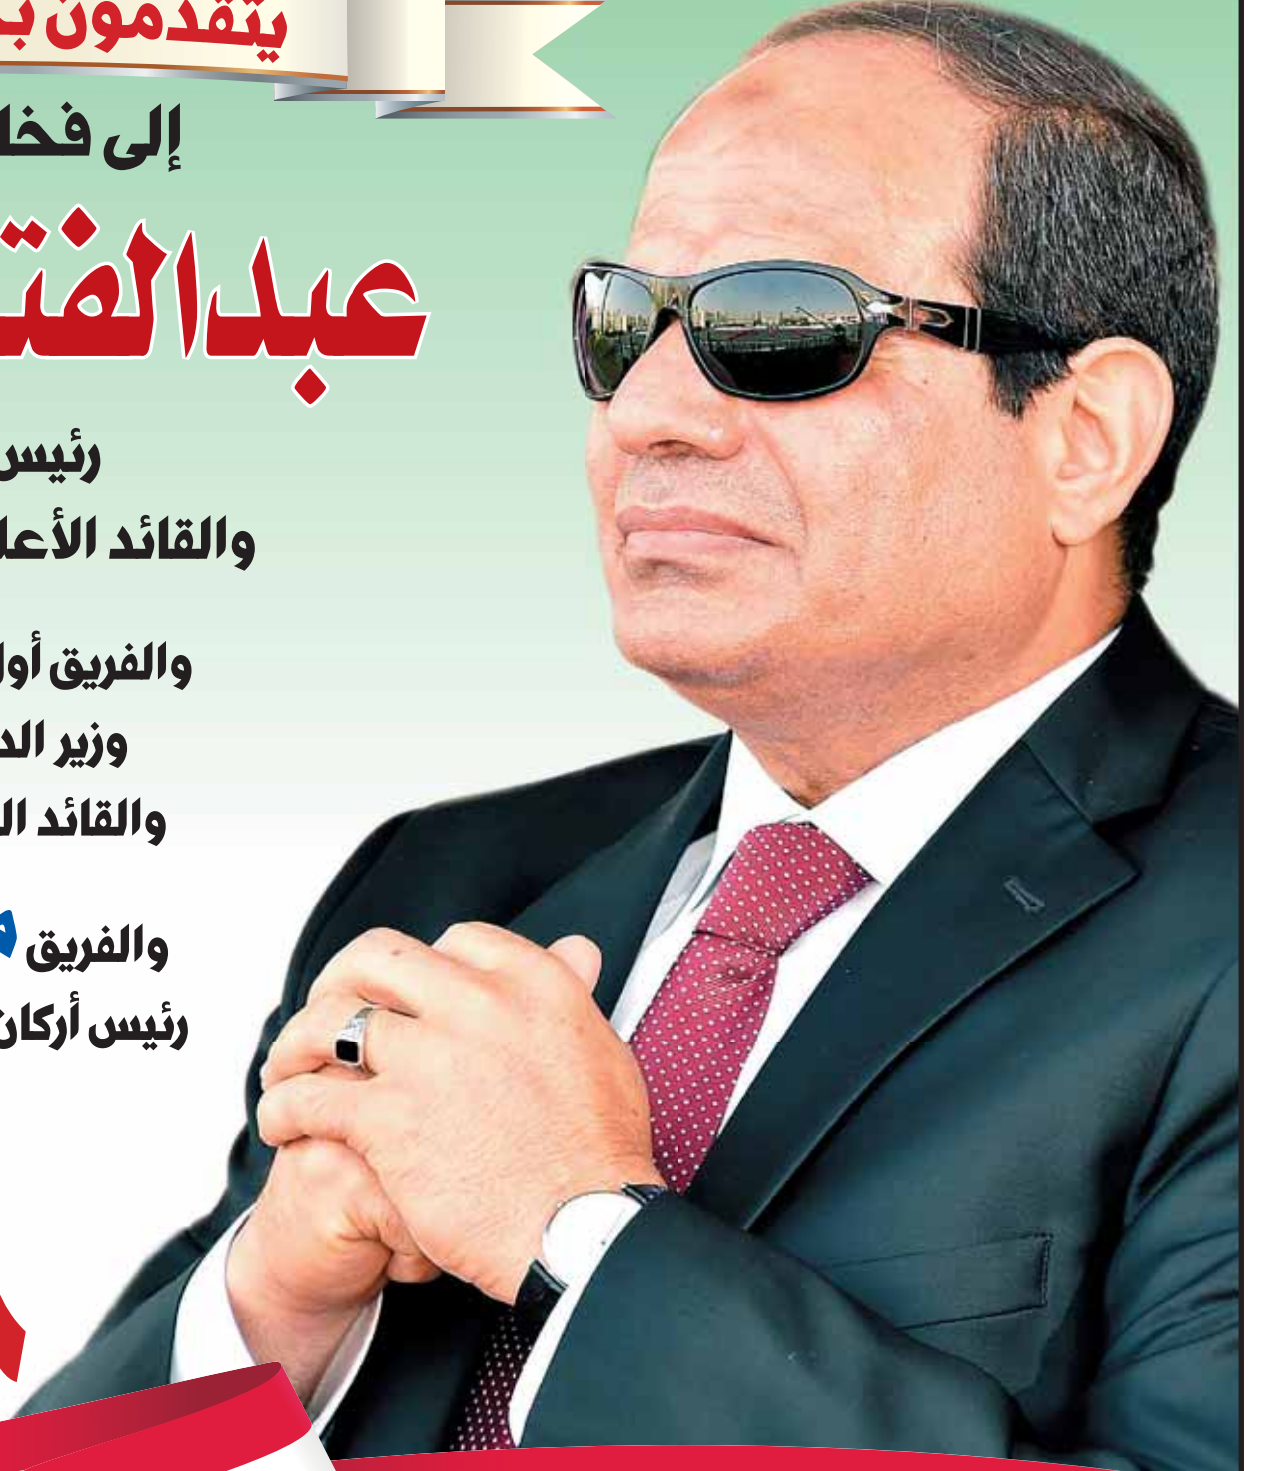 يتقدمون ب
إلى فخا
عبدالفت
رئيس
والقائد الأعل
والفريق أول
وزير الد
والقائد ال
والفريق م
رئيس أركان